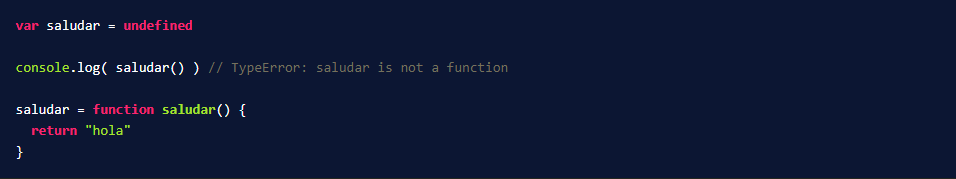 var saludar = undefined
console.log( saludar() ) // TypeError: saludar is not a function
saludar = function saludar() {
  return "hola"
}